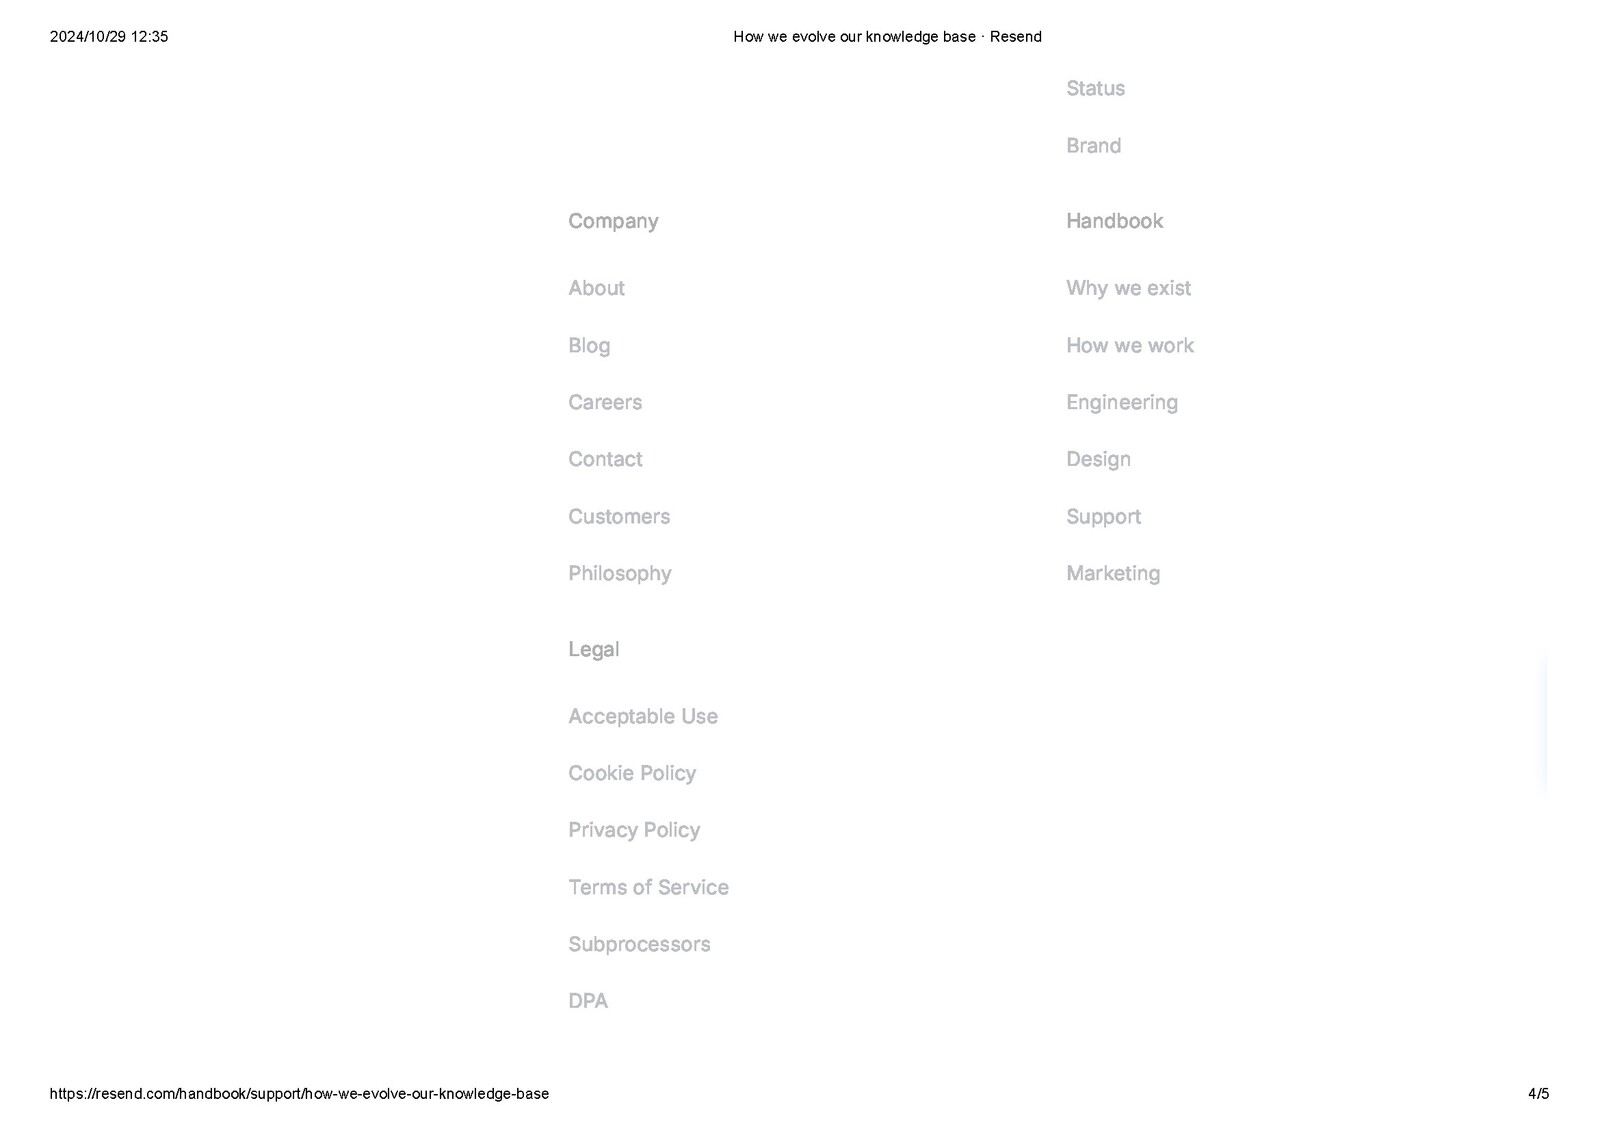 2024/10/29 12:35
How we evolve our knowledge base · Resend
Status
Brand
Company
About
Blog
Careers
Contact
Customers
Philosophy
Handbook
Why we exist
How we work
Engineering
Design
Support
Marketing
Legal
Acceptable Use
Cookie Policy
Privacy Policy
Terms of Service
Subprocessors
DPA
https://resend.com/handbook/support/how-we-evolve-our-knowledge-base
4/5